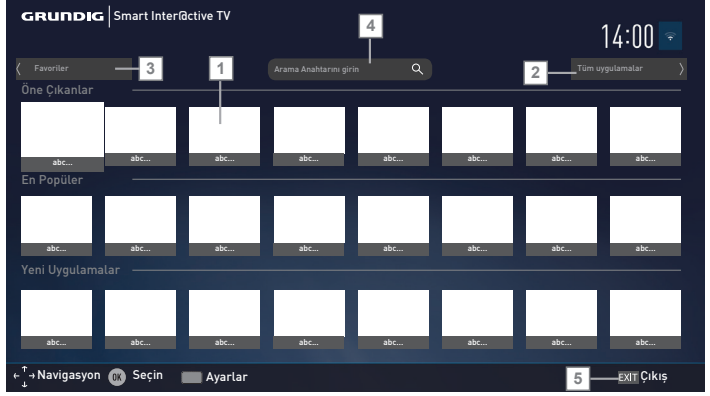 GRUNDIG Smart Inter@ctive TV
4
14:00
Favoriler 3 1 Arama Anahtarını girin 2 Tüm uygulamalar
Öne Çıkanlar
abc... abc... abc... abc... abc... abc... abc... abc...
En Popüler
abc... abc... abc... abc... abc... abc... abc... abc...
Yeni Uygulamalar
abc... abc... abc... abc... abc... abc... abc... abc...
Navigasyon OK Seçin Ayarlar 5 EXIT Çıkış